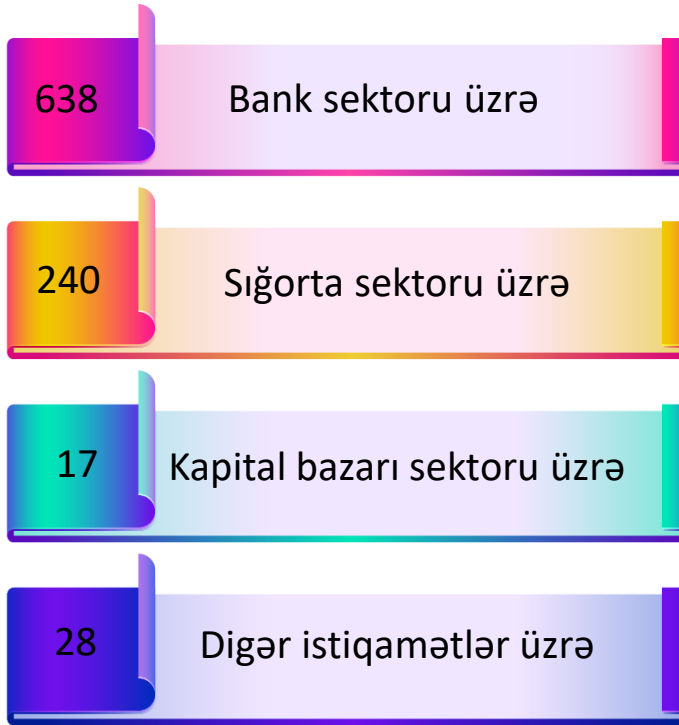 638 Bank sektoru üzrə
240 Sığorta sektoru üzrə
17 Kapital bazarı sektoru üzrə
28 Digər istiqamətlər üzrə